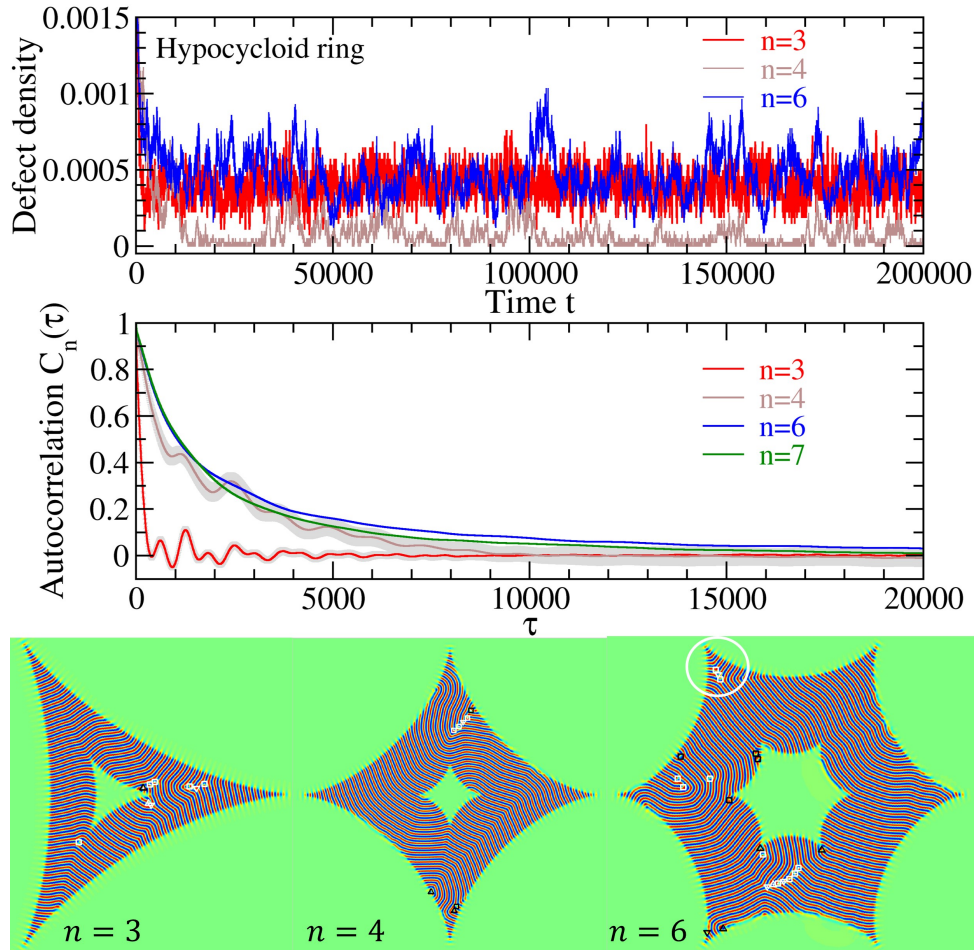 Defect density
0.0015
0.001
0.0005
0
Hypocycloid ring
n=3
n=4
n=6
0 50000 100000 150000 200000
Time t
Autocorrelation Cₙ(τ)
1
0.8
0.6
0.4
0.2
0
n=3
n=4
n=6
n=7
0 5000 10000 15000 20000
τ
n = 3 n = 4 n = 6